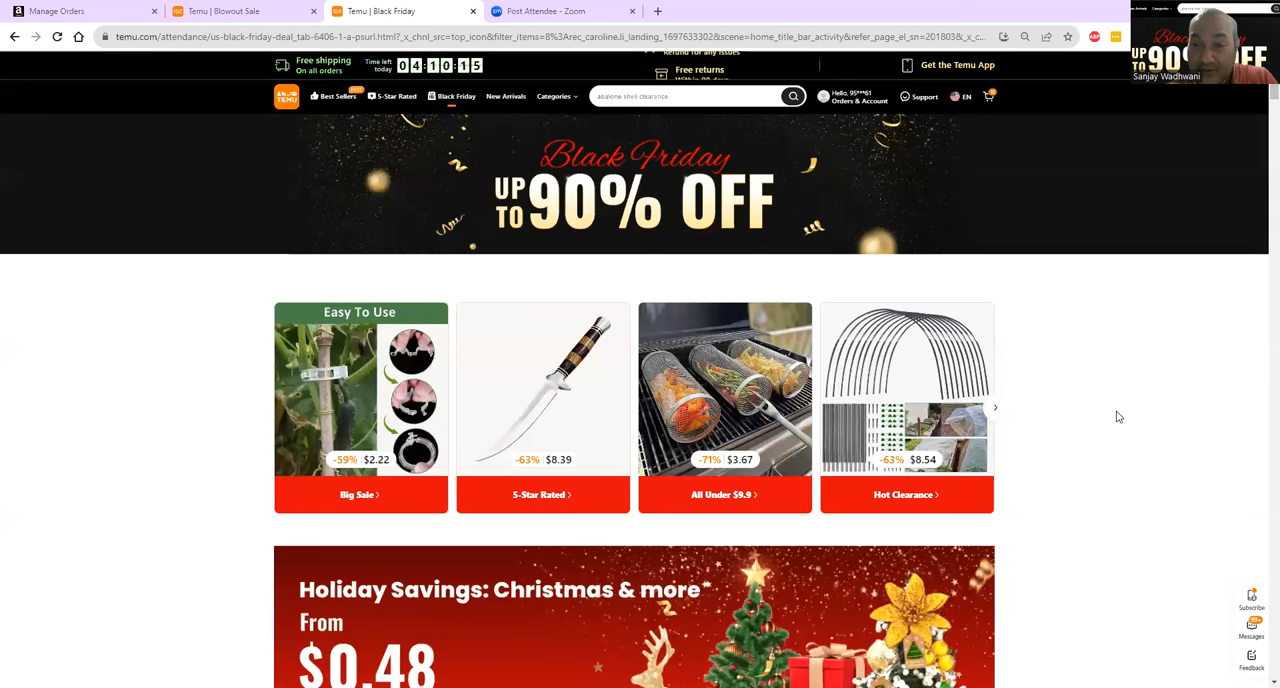 Manage Orders
Temu | Blowout Sale
Temu | Black Friday
Post Attendee - Zoom
temu.com/attendance/us-black-friday-deal_tab-6406-1-a-psurl.html?_x_chnl_src=top_icon&filter_items=8%3Arec_caroline.li_landing_1697633302&scene=home_title_bar_activity&refer_page_el_sn=201803&_x_c...
ABP
UP TO 90% OFF
Sanjay Wadhwani
Free shipping
On all orders
Time left
today
04:10:15
Refund for any issues
Free returns
Get the Temu App
TEMU
Best Sellers
HOT
5-Star Rated
Black Friday
New Arrivals
Categories
abalone shell clearance
Hello, 95***61
Orders & Account
Support
EN
Black Friday
UP TO 90% OFF
Easy To Use
-59% $2.22
-63% $8.39
-71% $3.67
-63% $8.54
Big Sale >
5-Star Rated >
All Under $9.9 >
Hot Clearance >
Holiday Savings: Christmas & more
From
$0.48
Subscribe
99+
Messages
Feedback